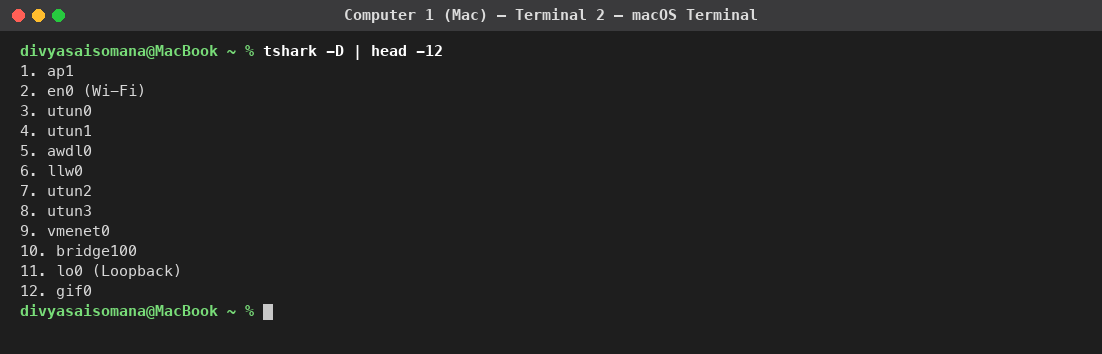 Computer 1 (Mac) — Terminal 2 — macOS Terminal
divyasaisomana@MacBook ~ % tshark -D | head -12
1. ap1
2. en0 (Wi-Fi)
3. utun0
4. utun1
5. awdl0
6. llw0
7. utun2
8. utun3
9. vmenet0
10. bridge100
11. lo0 (Loopback)
12. gif0
divyasaisomana@MacBook ~ %